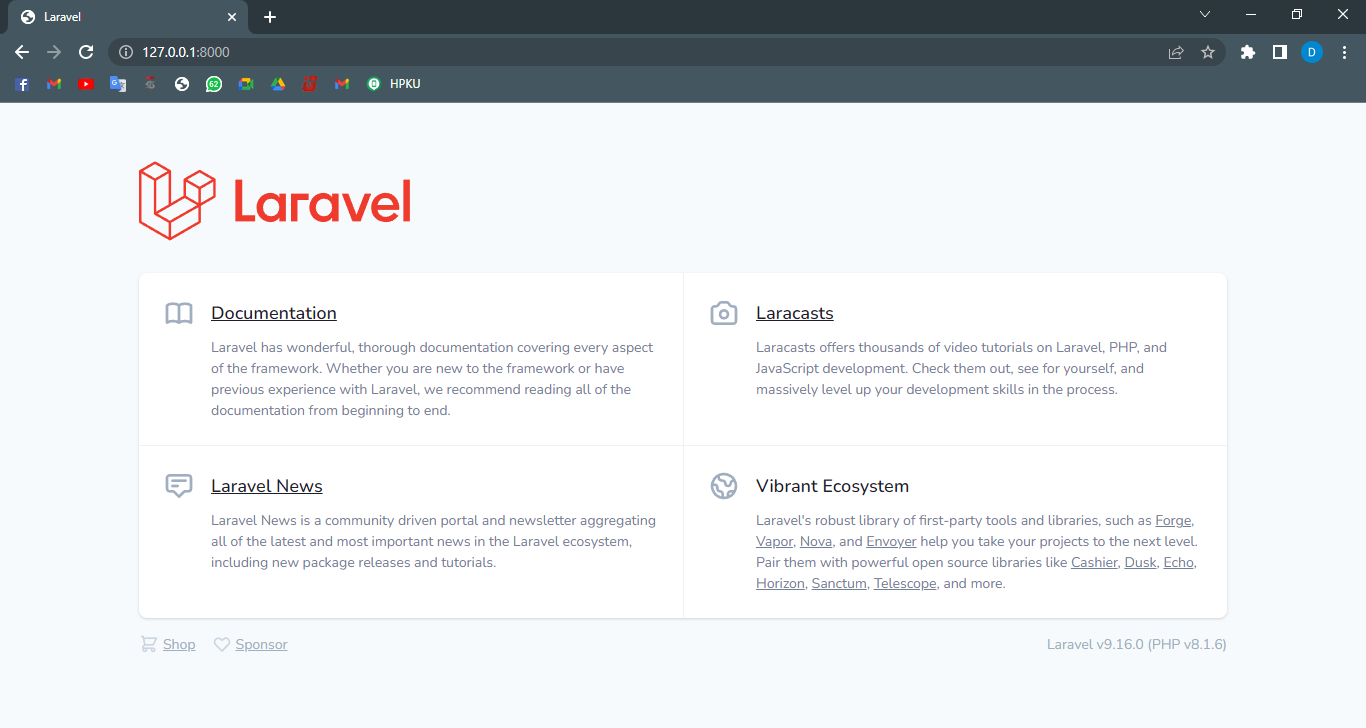 Laravel
127.0.0.1:8000
D
62
HPKU
Laravel
Documentation
Laravel has wonderful, thorough documentation covering every aspect
of the framework. Whether you are new to the framework or have
previous experience with Laravel, we recommend reading all of the
documentation from beginning to end.
Laracasts
Laracasts offers thousands of video tutorials on Laravel, PHP, and
JavaScript development. Check them out, see for yourself, and
massively level up your development skills in the process.
Laravel News
Laravel News is a community driven portal and newsletter aggregating
all of the latest and most important news in the Laravel ecosystem,
including new package releases and tutorials.
Vibrant Ecosystem
Laravel's robust library of first-party tools and libraries, such as Forge,
Vapor, Nova, and Envoyer help you take your projects to the next level.
Pair them with powerful open source libraries like Cashier, Dusk, Echo,
Horizon, Sanctum, Telescope, and more.
Shop
Sponsor
Laravel v9.16.0 (PHP v8.1.6)